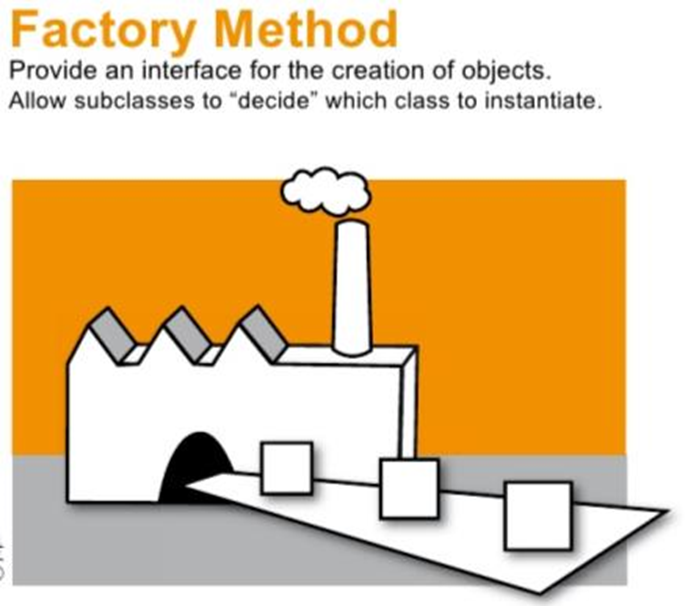 Factory Method
Provide an interface for the creation of objects.
Allow subclasses to “decide” which class to instantiate.